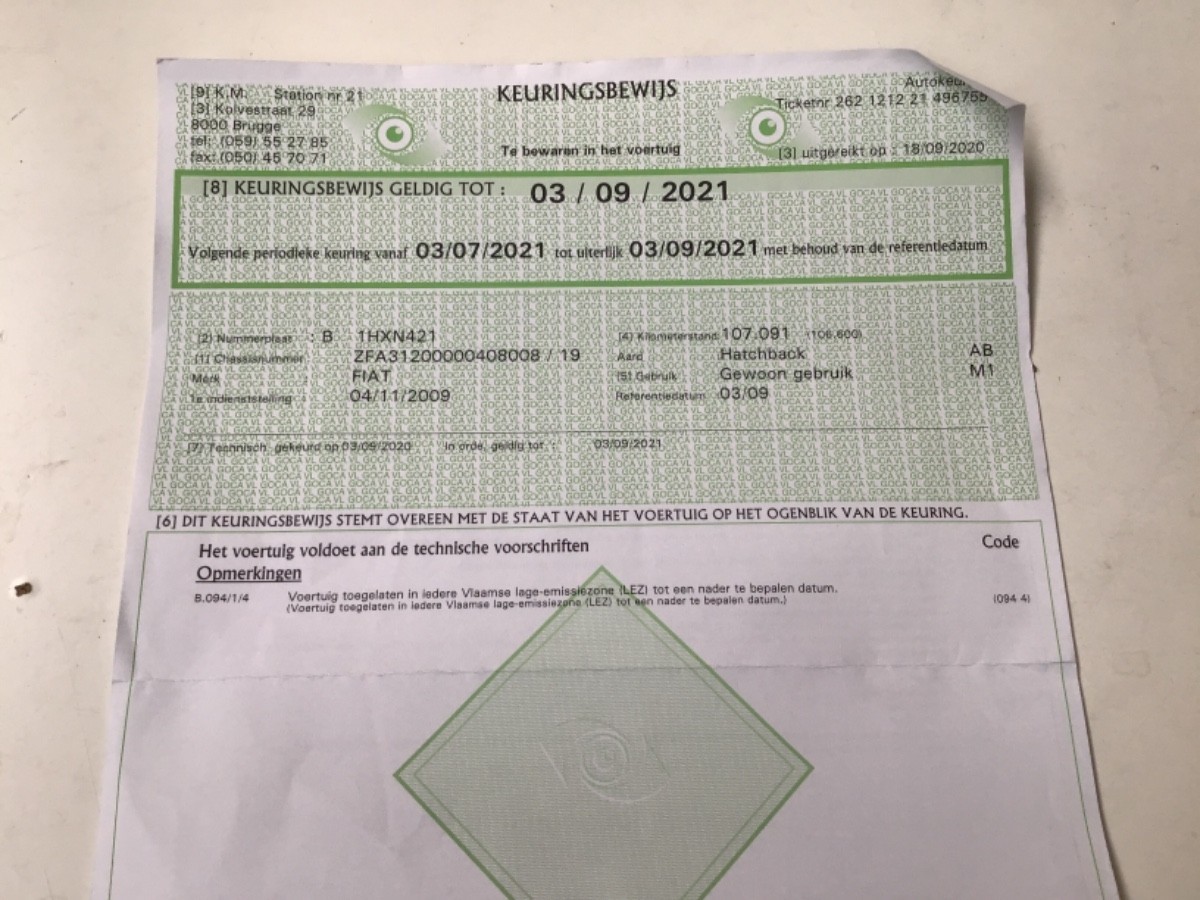 [9] K.M. Station nr 21
[3] Kolvestraat 29
8000 Brugge
tel: (059) 55 27 85
fax: (050) 45 70 71
KEURINGSBEWIJS
Te bewaren in het voertuig
Ticketnr 262 1212 21 496755
[3] uitgereikt op : 18/09/2020
[8] KEURINGSBEWIJS GELDIG TOT : 03 / 09 / 2021
Volgende periodieke keuring vanaf 03/07/2021 tot uiterlijk 03/09/2021 met behoud van de referentiedatum
[2] Nummerplaat : B 1HXN421 [4] Kilometerstand: 107.091 (106.600)
[1] Chassisnummer : ZFA31200000408008 / 19 Aard : Hatchback AB
Merk : FIAT [5] Gebruik : Gewoon gebruik M1
1e indienststelling : 04/11/2009 Referentiedatum : 03/09
[7] Technisch gekeurd op 03/09/2020 In orde, geldig tot : 03/09/2021
[6] DIT KEURINGSBEWIJS STEMT OVEREEN MET DE STAAT VAN HET VOERTUIG OP HET OGENBLIK VAN DE KEURING.
Het voertuig voldoet aan de technische voorschriften Code
Opmerkingen
B.094/1/4 Voertuig toegelaten in iedere Vlaamse lage-emissiezone (LEZ) tot een nader te bepalen datum.
(Voertuig toegelaten in iedere Vlaamse lage-emissiezone (LEZ) tot een nader te bepalen datum.) (094 4)